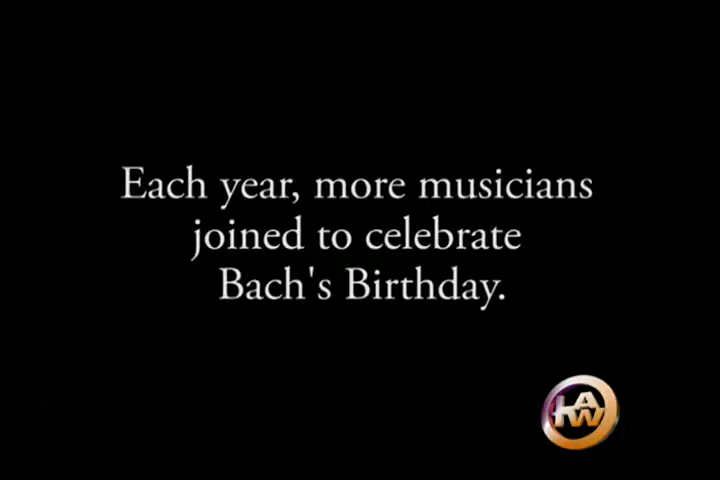 Each year, more musicians
joined to celebrate
Bach's Birthday.